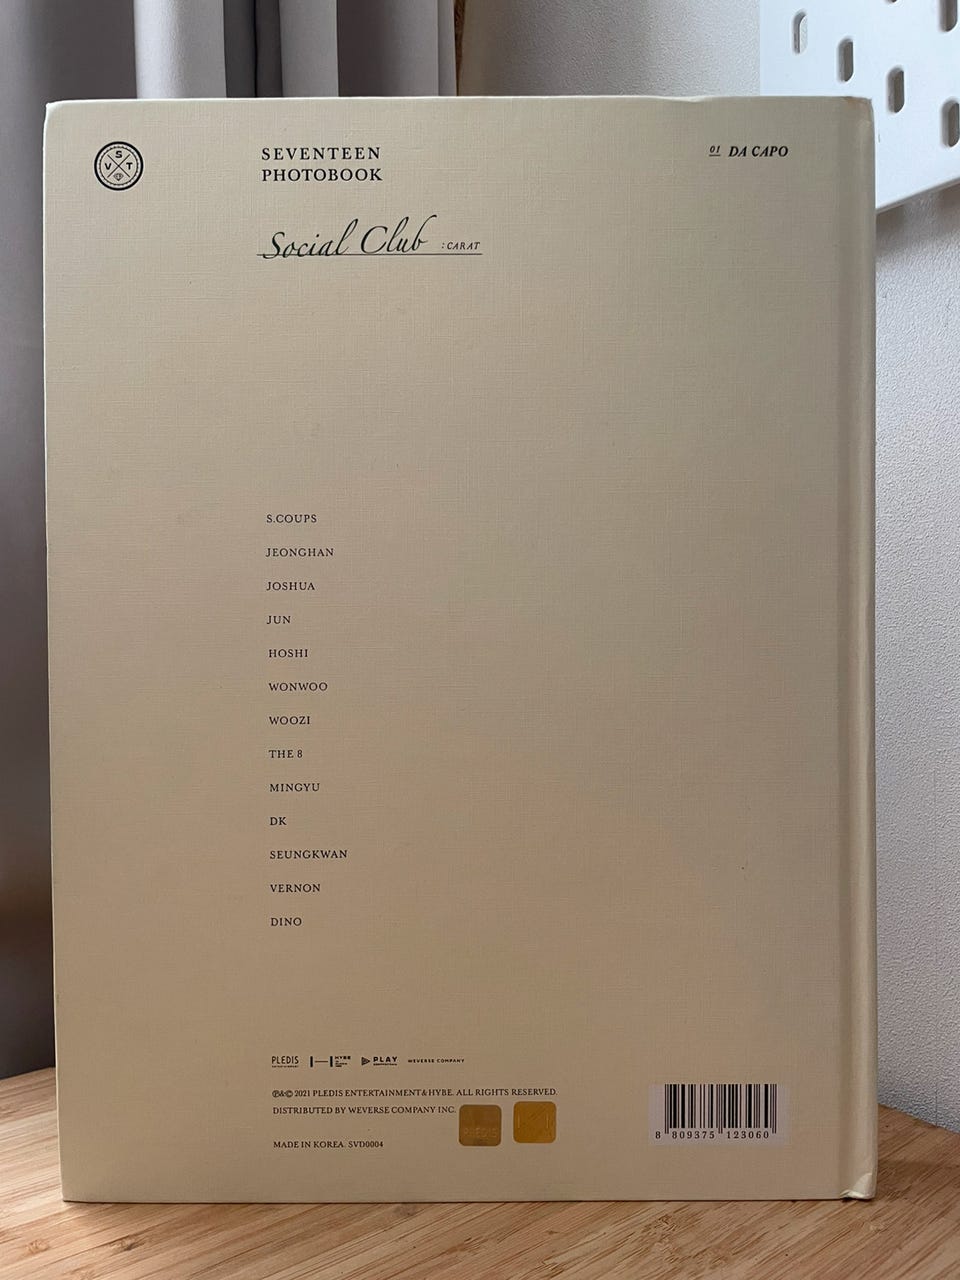 S
V T
SEVENTEEN
PHOTOBOOK
01 DA CAPO
Social Club : CARAT
S.COUPS
JEONGHAN
JOSHUA
JUN
HOSHI
WONWOO
WOOZI
THE 8
MINGYU
DK
SEUNGKWAN
VERNON
DINO
PLEDIS HYBE PLAY WEVERSE COMPANY
℗&© 2021 PLEDIS ENTERTAINMENT & HYBE. ALL RIGHTS RESERVED.
DISTRIBUTED BY WEVERSE COMPANY INC.
PLEDIS
MADE IN KOREA. SVD0004
8 809375 123060